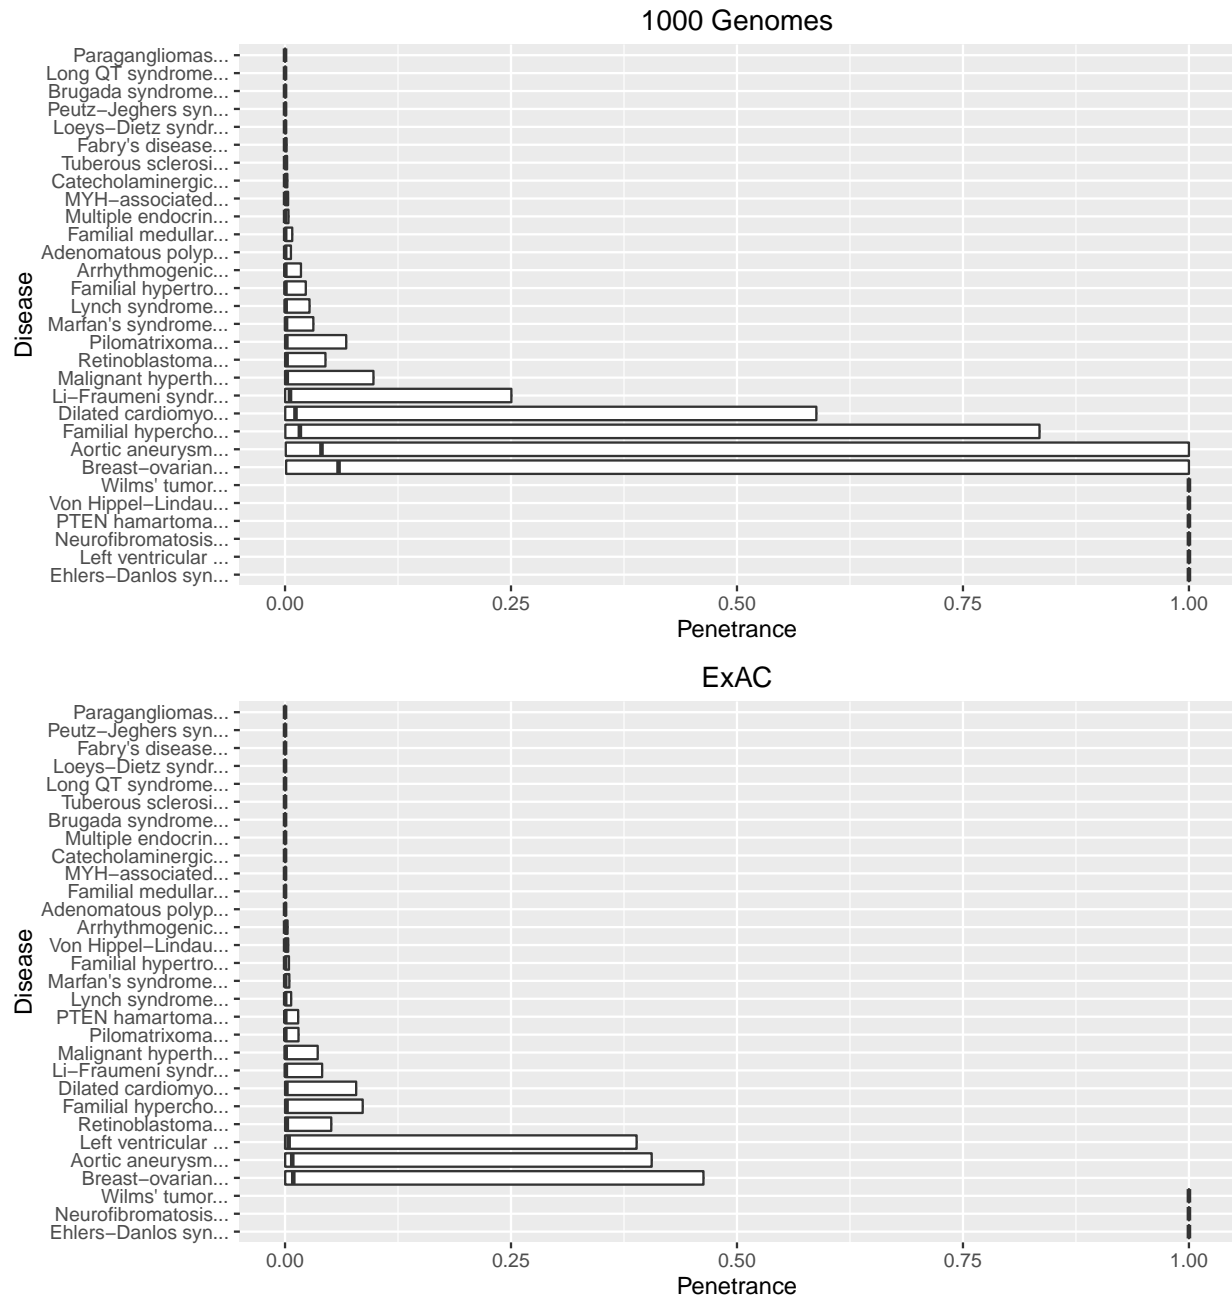 1000 Genomes
Disease
Paragangliomas...
Long QT syndrome...
Brugada syndrome...
Peutz−Jeghers syn...
Loeys−Dietz syndr...
Fabry's disease...
Tuberous sclerosi...
Catecholaminergic...
MYH−associated...
Multiple endocrin...
Familial medullar...
Adenomatous polyp...
Arrhythmogenic...
Familial hypertro...
Lynch syndrome...
Marfan's syndrome...
Pilomatrixoma...
Retinoblastoma...
Malignant hyperth...
Li−Fraumeni syndr...
Dilated cardiomyo...
Familial hypercho...
Aortic aneurysm...
Breast−ovarian...
Wilms' tumor...
Von Hippel−Lindau...
PTEN hamartoma...
Neurofibromatosis...
Left ventricular ...
Ehlers−Danlos syn...
0.00 0.25 0.50 0.75 1.00
Penetrance
ExAC
Disease
Paragangliomas...
Peutz−Jeghers syn...
Fabry's disease...
Loeys−Dietz syndr...
Long QT syndrome...
Tuberous sclerosi...
Brugada syndrome...
Multiple endocrin...
Catecholaminergic...
MYH−associated...
Familial medullar...
Adenomatous polyp...
Arrhythmogenic...
Von Hippel−Lindau...
Familial hypertro...
Marfan's syndrome...
Lynch syndrome...
PTEN hamartoma...
Pilomatrixoma...
Malignant hyperth...
Li−Fraumeni syndr...
Dilated cardiomyo...
Familial hypercho...
Retinoblastoma...
Left ventricular ...
Aortic aneurysm...
Breast−ovarian...
Wilms' tumor...
Neurofibromatosis...
Ehlers−Danlos syn...
0.00 0.25 0.50 0.75 1.00
Penetrance